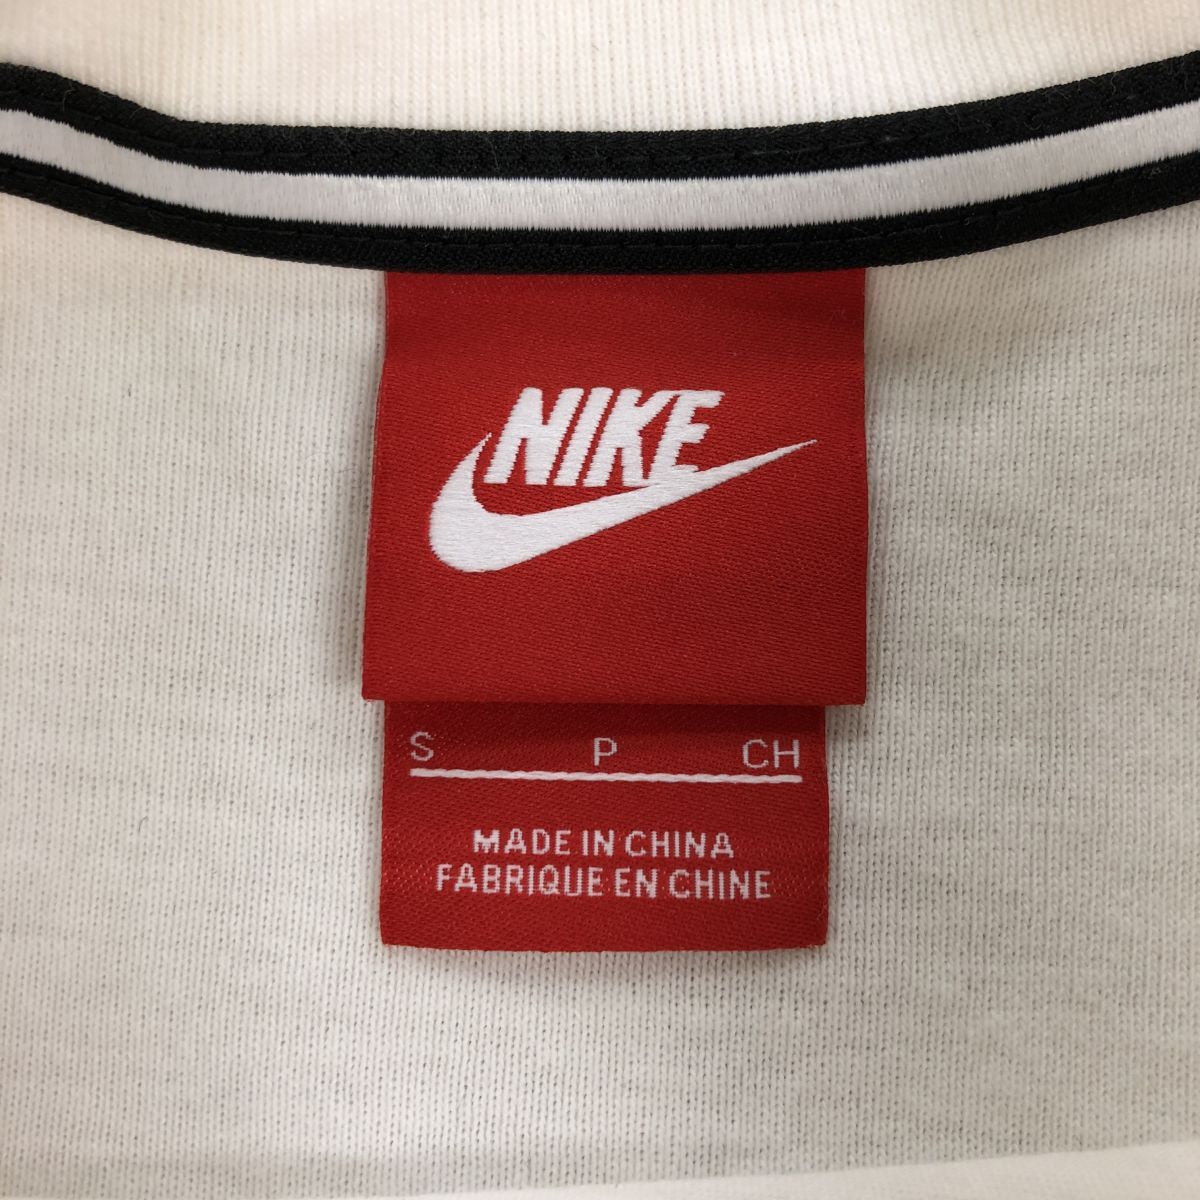 NIKE
S P CH
MADE IN CHINA
FABRIQUE EN CHINE